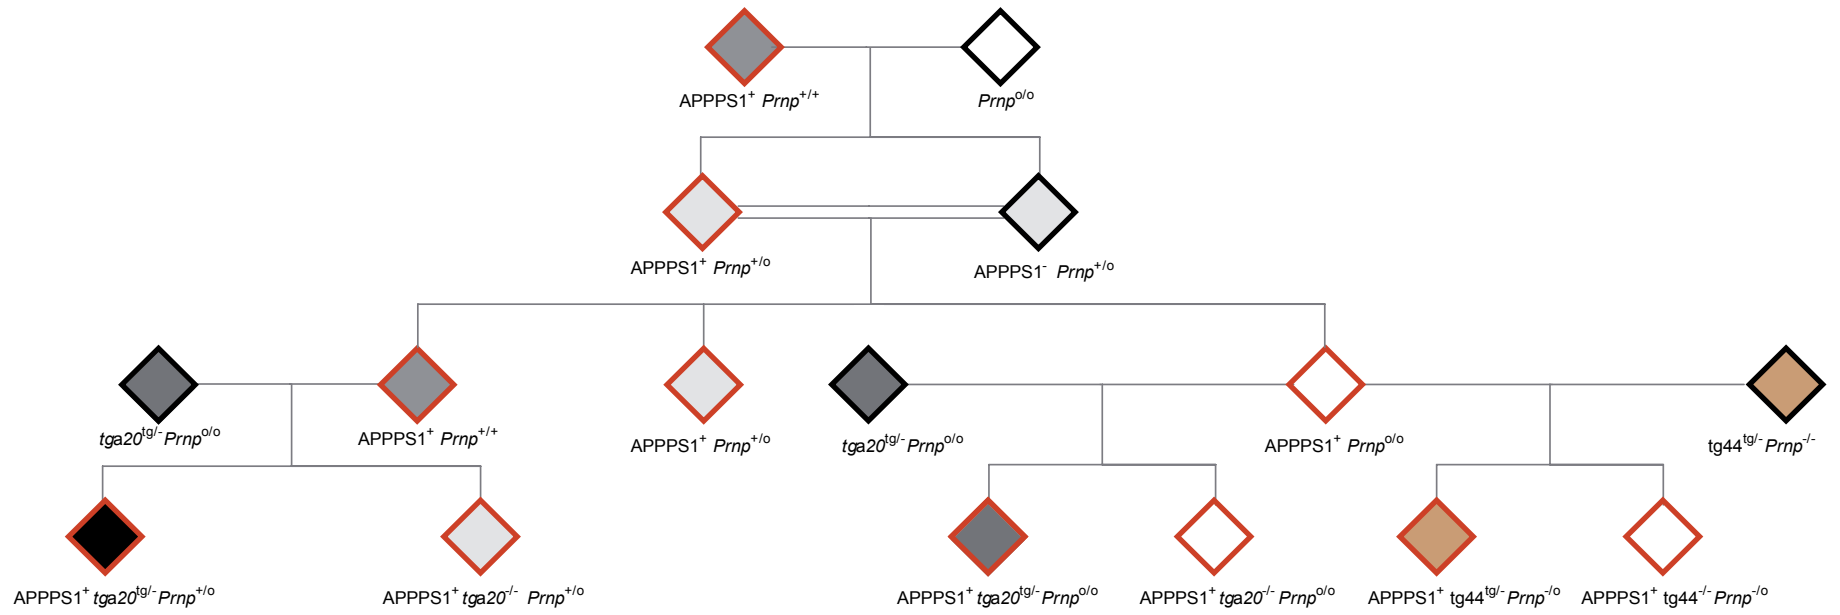 APPPS1⁺ Prnp⁺/⁺
Prnpᵒ/ᵒ
APPPS1⁺ Prnp⁺/ᵒ
APPPS1⁻ Prnp⁺/ᵒ
tga20ᵗᵍ/⁻Prnpᵒ/ᵒ
APPPS1⁺ Prnp⁺/⁺
APPPS1⁺ Prnp⁺/ᵒ
tga20ᵗᵍ/⁻Prnpᵒ/ᵒ
APPPS1⁺ Prnpᵒ/ᵒ
tg44ᵗᵍ/⁻Prnp⁻/⁻
APPPS1⁺ tga20ᵗᵍ/⁻Prnp⁺/ᵒ
APPPS1⁺ tga20⁻/⁻ Prnp⁺/ᵒ
APPPS1⁺ tga20ᵗᵍ/⁻Prnpᵒ/ᵒ
APPPS1⁺ tga20⁻/⁻ Prnpᵒ/ᵒ
APPPS1⁺ tg44ᵗᵍ/⁻Prnp⁻/ᵒ
APPPS1⁺ tg44⁻/⁻Prnp⁻/ᵒ